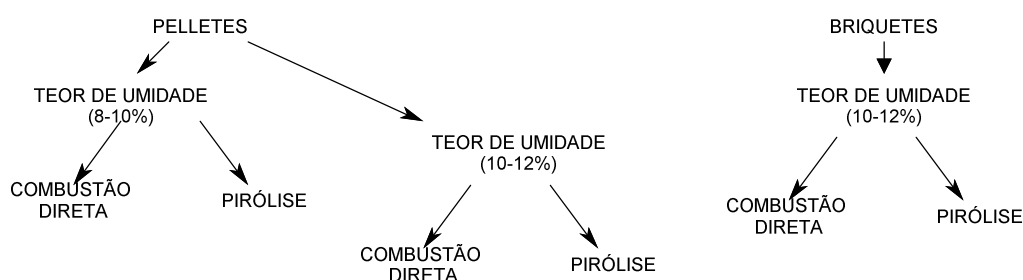 PELLETES
BRIQUETES
TEOR DE UMIDADE
(8-10%)
TEOR DE UMIDADE
(10-12%)
TEOR DE UMIDADE
(10-12%)
COMBUSTÃO
DIRETA
PIRÓLISE
COMBUSTÃO
DIRETA
PIRÓLISE
COMBUSTÃO
DIRETA
PIRÓLISE